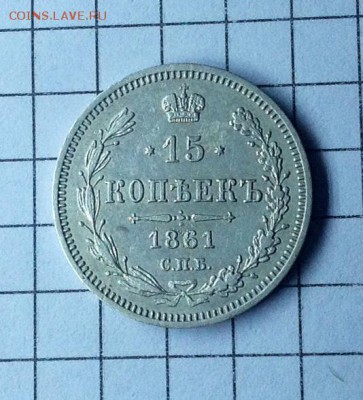 COINS.LAVE.RU
* 15 *
КОПѢЕКЪ
1861
С.П.Б.